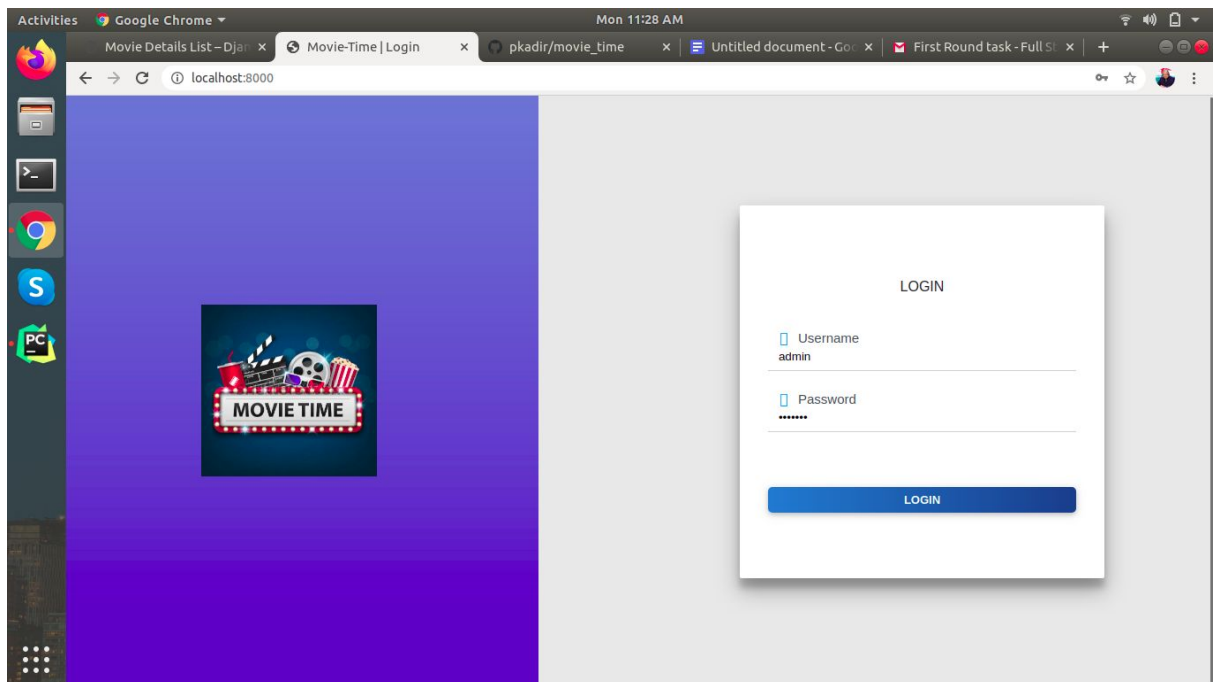 Activities Google Chrome Mon 11:28 AM
Movie Details List – Djan Movie-Time | Login pkadir/movie_time Untitled document - Goo First Round task - Full St
localhost:8000
S
PC
MOVIE TIME
LOGIN
Username
admin
Password
•••••••
LOGIN